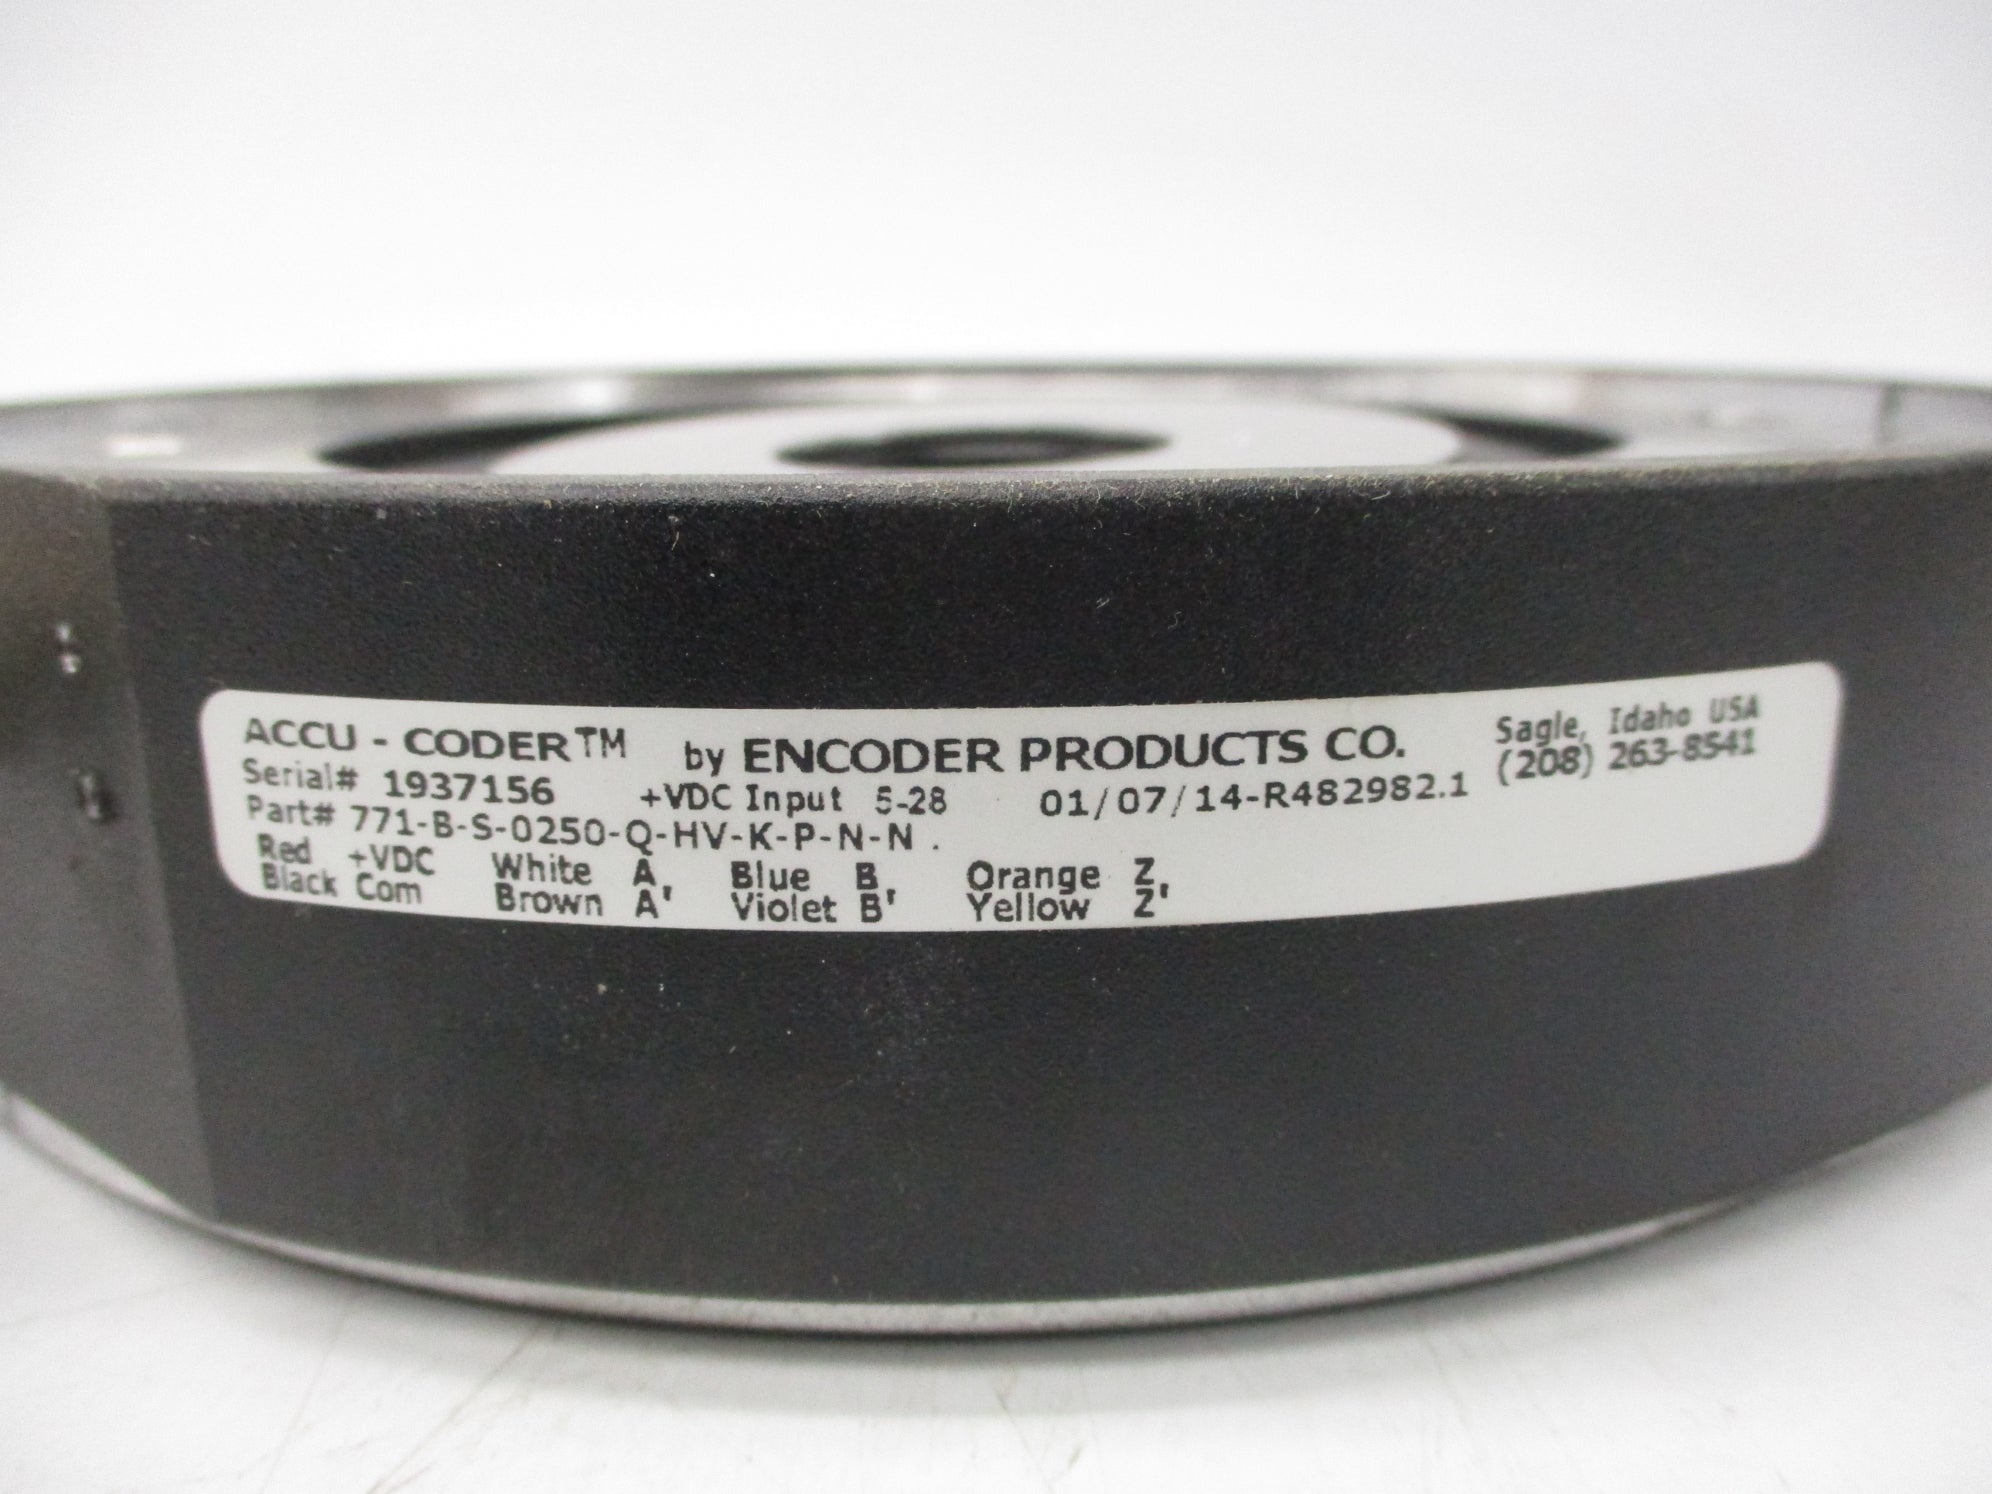 ACCU - CODER™ by ENCODER PRODUCTS CO. Sagle, Idaho USA
Serial# 1937156 +VDC Input 5-28 01/07/14-R482982.1 (208) 263-8541
Part# 771-B-S-0250-Q-HV-K-P-N-N .
Red +VDC White A, Blue B, Orange Z,
Black Com Brown A' Violet B' Yellow Z'